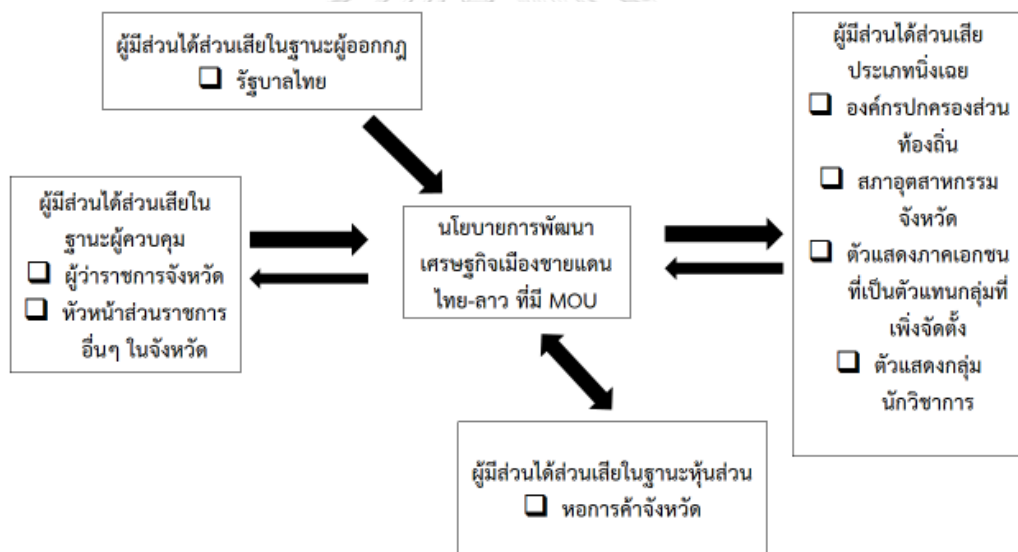 ผู้มีส่วนได้ส่วนเสียในฐานะผู้ออกกฎ
❑ รัฐบาลไทย
ผู้มีส่วนได้ส่วนเสียใน
ฐานะผู้ควบคุม
❑ ผู้ว่าราชการจังหวัด
❑ หัวหน้าส่วนราชการ
อื่นๆ ในจังหวัด
นโยบายการพัฒนา
เศรษฐกิจเมืองชายแดน
ไทย-ลาว ที่มี MOU
ผู้มีส่วนได้ส่วนเสีย
ประเภทนิ่งเฉย
❑ องค์กรปกครองส่วน
ท้องถิ่น
❑ สภาอุตสาหกรรม
จังหวัด
❑ ตัวแสดงภาคเอกชน
ที่เป็นตัวแทนกลุ่มที่
เพิ่งจัดตั้ง
❑ ตัวแสดงกลุ่ม
นักวิชาการ
ผู้มีส่วนได้ส่วนเสียในฐานะหุ้นส่วน
❑ หอการค้าจังหวัด